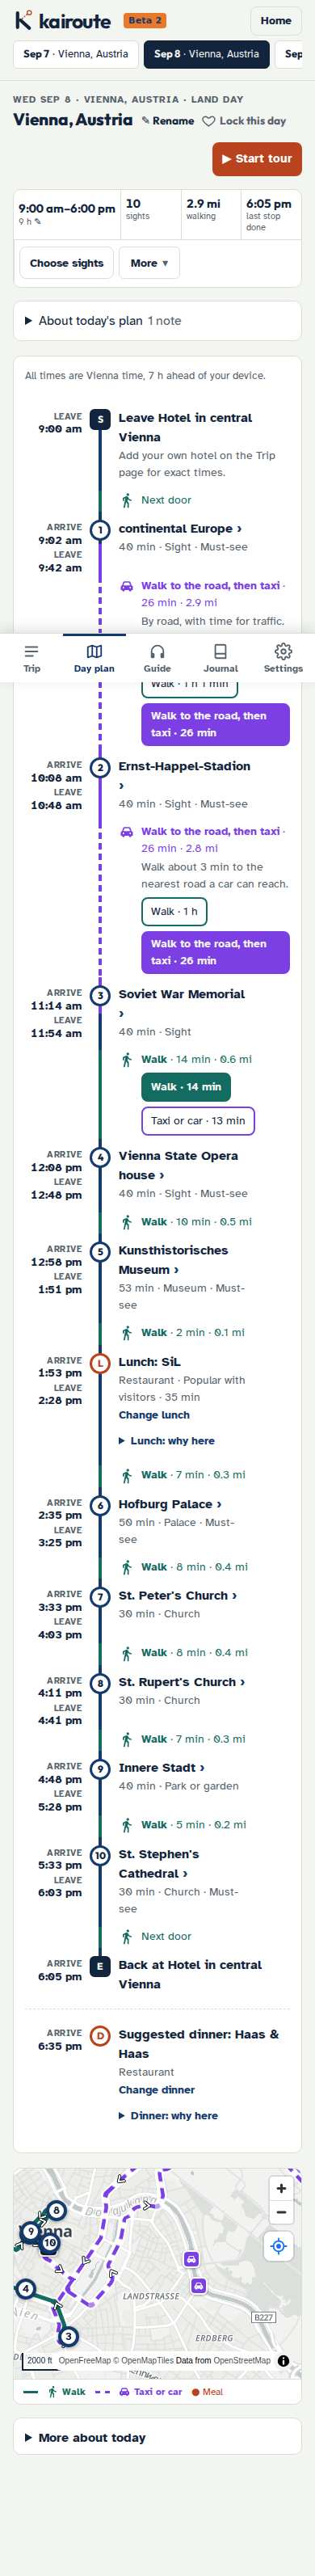 kairoute
Beta 2
Home
Sep 7 · Vienna, Austria
Sep 8 · Vienna, Austria
Sep
WED SEP 8 · VIENNA, AUSTRIA · LAND DAY
Vienna, Austria
✎ Rename
Lock this day
▶ Start tour
9:00 am–6:00 pm
9 h ✎
10
sights
2.9 mi
walking
6:05 pm
last stop
done
Choose sights
More ▾
▶ About today's plan 1 note
All times are Vienna time, 7 h ahead of your device.
LEAVE
9:00 am
S
Leave Hotel in central
Vienna
Add your own hotel on the Trip
page for exact times.
Next door
ARRIVE
9:02 am
LEAVE
9:42 am
1
continental Europe ›
40 min · Sight · Must-see
Walk to the road, then taxi ·
26 min · 2.9 mi
By road, with time for traffic.
Trip
Day plan
Guide
Journal
Settings
Walk · 1 h 1 min
Walk to the road, then
taxi · 26 min
ARRIVE
10:08 am
LEAVE
10:48 am
2
Ernst-Happel-Stadion
›
40 min · Sight · Must-see
Walk to the road, then taxi ·
26 min · 2.8 mi
Walk about 3 min to the
nearest road a car can reach.
Walk · 1 h
Walk to the road, then
taxi · 26 min
ARRIVE
11:14 am
LEAVE
11:54 am
3
Soviet War Memorial
›
40 min · Sight
Walk · 14 min · 0.6 mi
Walk · 14 min
Taxi or car · 13 min
ARRIVE
12:08 pm
LEAVE
12:48 pm
4
Vienna State Opera
house ›
40 min · Sight · Must-see
Walk · 10 min · 0.5 mi
ARRIVE
12:58 pm
LEAVE
1:51 pm
5
Kunsthistorisches
Museum ›
53 min · Museum · Must-
see
Walk · 2 min · 0.1 mi
ARRIVE
1:53 pm
LEAVE
2:28 pm
L
Lunch: SiL
Restaurant · Popular with
visitors · 35 min
Change lunch
▶ Lunch: why here
Walk · 7 min · 0.3 mi
ARRIVE
2:35 pm
LEAVE
3:25 pm
6
Hofburg Palace ›
50 min · Palace · Must-
see
Walk · 8 min · 0.4 mi
ARRIVE
3:33 pm
LEAVE
4:03 pm
7
St. Peter's Church ›
30 min · Church
Walk · 8 min · 0.4 mi
ARRIVE
4:11 pm
LEAVE
4:41 pm
8
St. Rupert's Church ›
30 min · Church
Walk · 7 min · 0.3 mi
ARRIVE
4:48 pm
LEAVE
5:28 pm
9
Innere Stadt ›
40 min · Park or garden
Walk · 5 min · 0.2 mi
ARRIVE
5:33 pm
LEAVE
6:03 pm
10
St. Stephen's
Cathedral ›
30 min · Church · Must-
see
Next door
ARRIVE
6:05 pm
E
Back at Hotel in central
Vienna
ARRIVE
6:35 pm
D
Suggested dinner: Haas &
Haas
Restaurant
Change dinner
▶ Dinner: why here
+
−
8
9
10
4
3
LANDSTRASSE
B227
ERDBERG
2000 ft
OpenFreeMap © OpenMapTiles Data from OpenStreetMap
Walk
Taxi or car
Meal
▶ More about today